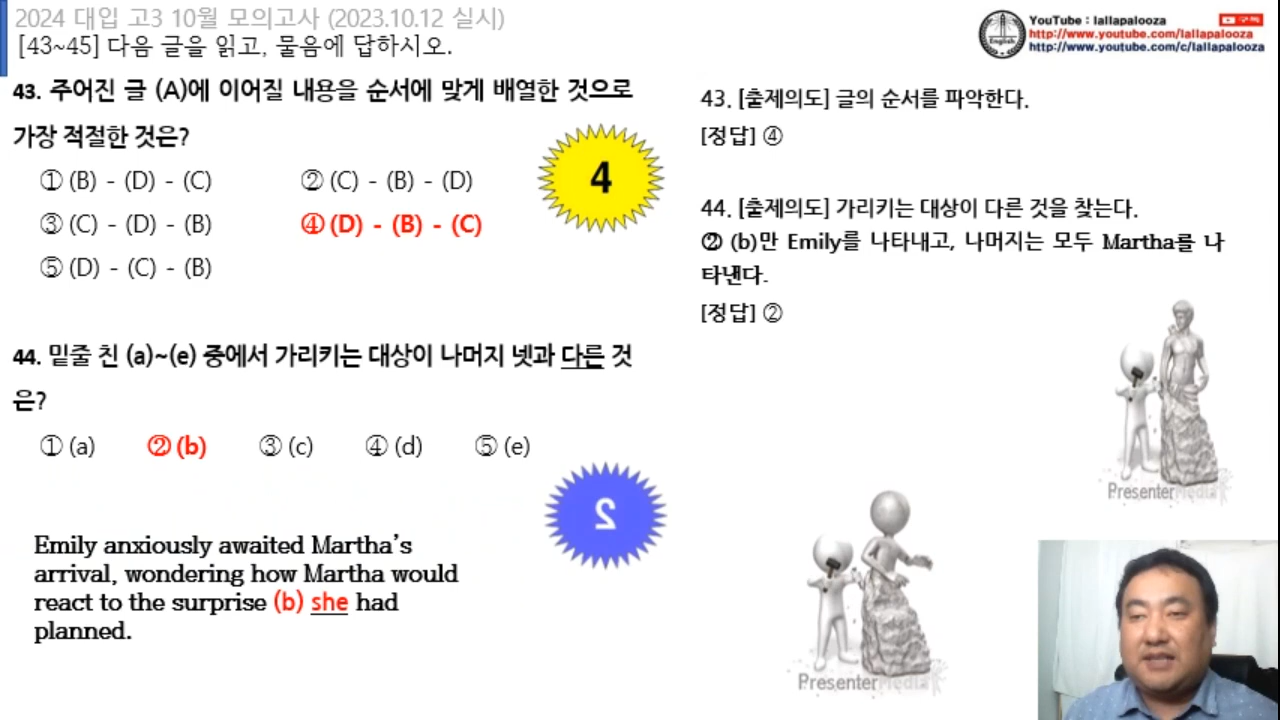 2024 대입 고3 10월 모의고사 (2023.10.12 실시)
[43~45] 다음 글을 읽고, 물음에 답하시오.
YouTube : lallapalooza
구독
http://www.youtube.com/lallapalooza
http://www.youtube.com/c/lallapalooza
English
43. 주어진 글 (A)에 이어질 내용을 순서에 맞게 배열한 것으로
가장 적절한 것은?
① (B) - (D) - (C) ② (C) - (B) - (D)
③ (C) - (D) - (B) ④ (D) - (B) - (C)
⑤ (D) - (C) - (B)
4
44. 밑줄 친 (a)~(e) 중에서 가리키는 대상이 나머지 넷과 다른 것
은?
① (a) ② (b) ③ (c) ④ (d) ⑤ (e)
2
Emily anxiously awaited Martha's
arrival, wondering how Martha would
react to the surprise (b) she had
planned.
43. [출제의도] 글의 순서를 파악한다.
[정답] ④
44. [출제의도] 가리키는 대상이 다른 것을 찾는다.
② (b)만 Emily를 나타내고, 나머지는 모두 Martha를 나
타낸다.
[정답] ②
PresenterMedia
PresenterMedia